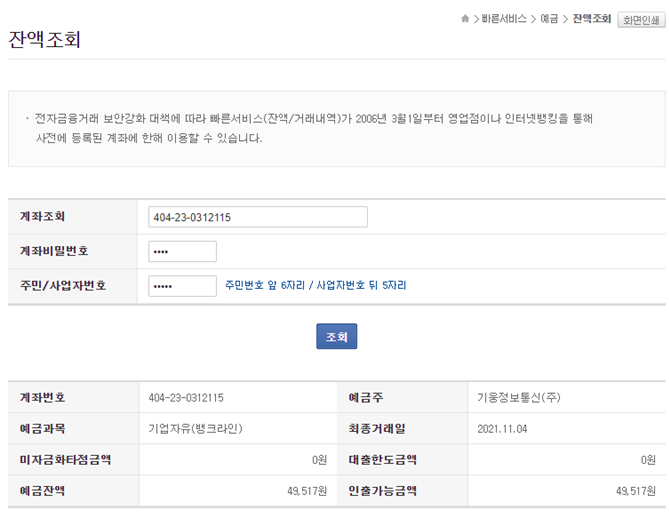 > 빠른서비스 > 예금 > 잔액조회 화면인쇄
잔액조회
· 전자금융거래 보안강화 대책에 따라 빠른서비스(잔액/거래내역)가 2006년 3월1일부터 영업점이나 인터넷뱅킹을 통해
사전에 등록된 계좌에 한해 이용할 수 있습니다.
계좌조회 404-23-0312115
계좌비밀번호 ••••
주민/사업자번호 ••••• 주민번호 앞 6자리 / 사업자번호 뒤 5자리
조회
계좌번호 404-23-0312115 예금주 기웅정보통신(주)
예금과목 기업자유(뱅크라인) 최종거래일 2021.11.04
미자금화타점금액 0원 대출한도금액 0원
예금잔액 49,517원 인출가능금액 49,517원